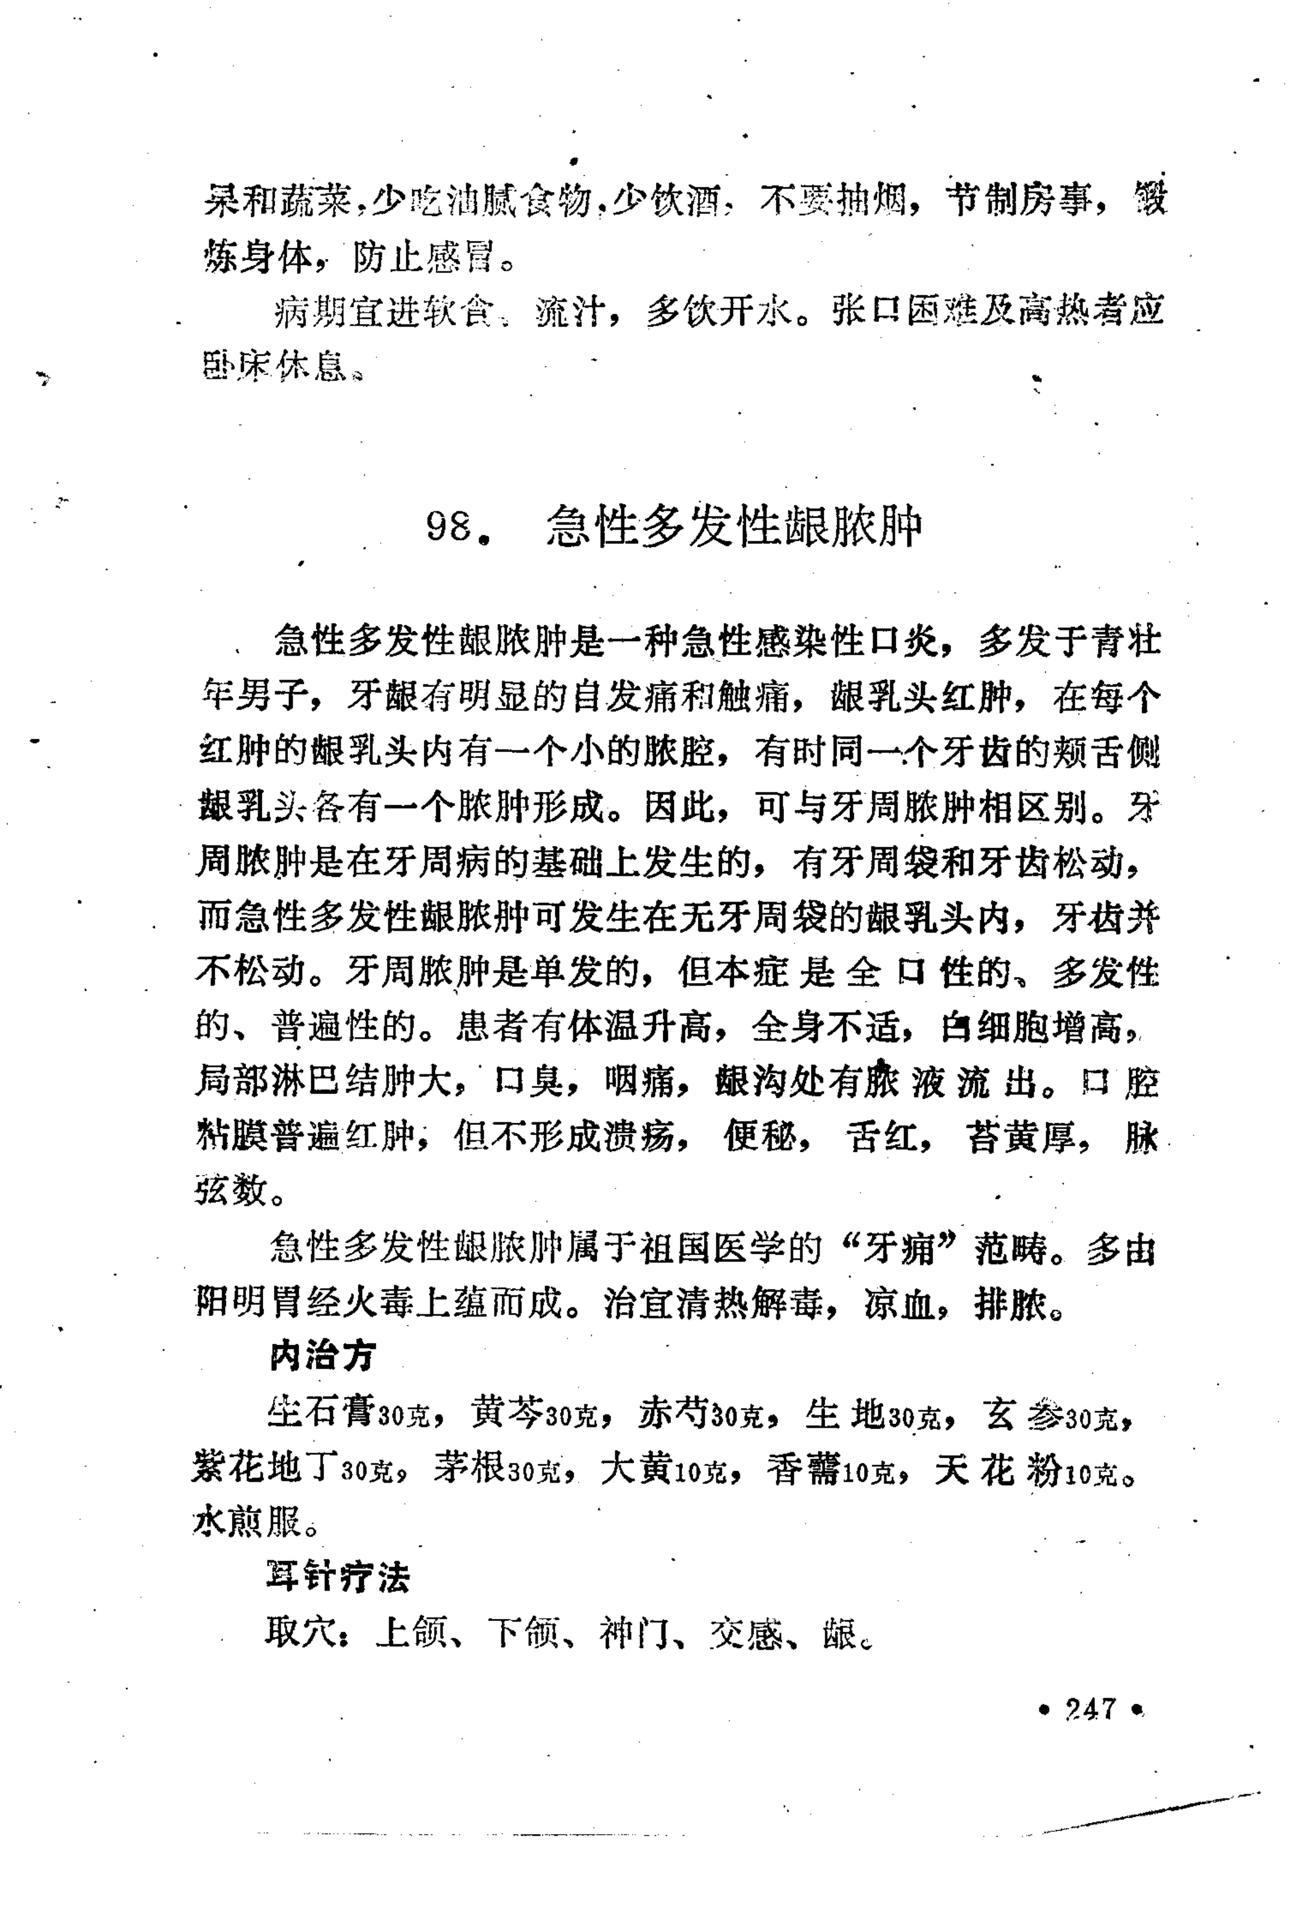 果和蔬菜，少吃油腻食物，少饮酒，不要抽烟，节制房事，锻
炼身体，防止感冒。
病期宜进软食、流汁，多饮开水。张口困难及高热者应
卧床休息。
98． 急性多发性龈脓肿
急性多发性龈脓肿是一种急性感染性口炎，多发于青壮
年男子，牙龈有明显的自发痛和触痛，龈乳头红肿，在每个
红肿的龈乳头内有一个小的脓腔，有时同一个牙齿的颊舌侧
龈乳头各有一个脓肿形成。因此，可与牙周脓肿相区别。牙
周脓肿是在牙周病的基础上发生的，有牙周袋和牙齿松动，
而急性多发性龈脓肿可发生在无牙周袋的龈乳头内，牙齿并
不松动。牙周脓肿是单发的，但本症是全口性的、多发性
的、普遍性的。患者有体温升高，全身不适，白细胞增高，
局部淋巴结肿大，口臭，咽痛，龈沟处有脓液流出。口腔
粘膜普遍红肿，但不形成溃疡，便秘，舌红，苔黄厚，脉
弦数。
急性多发性龈脓肿属于祖国医学的“牙痈”范畴。多由
阳明胃经火毒上蕴而成。治宜清热解毒，凉血，排脓。
内治方
生石膏30克，黄芩30克，赤芍30克，生地30克，玄参30克，
紫花地丁30克，茅根30克，大黄10克，香薷10克，天花粉10克。
水煎服。
耳针疗法
取穴：上颌、下颌、神门、交感、龈。
•247•